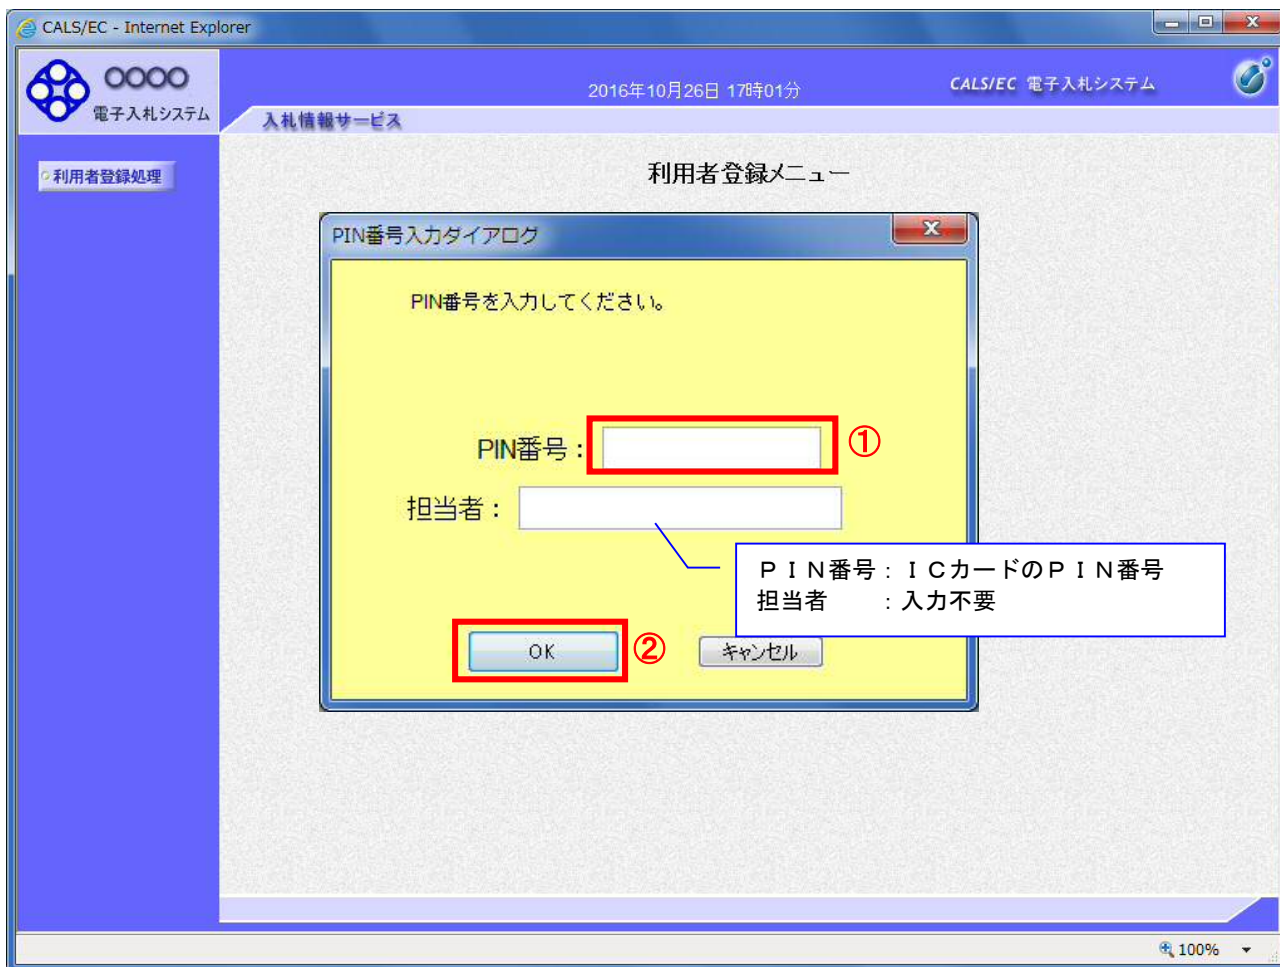 CALS/EC - Internet Explorer
○○○○
電子入札システム
2016年10月26日 17時01分
CALS/EC 電子入札システム
入札情報サービス
利用者登録処理
利用者登録メニュー
PIN番号入力ダイアログ
PIN番号を入力してください。
PIN番号：
①
担当者：
ＰＩＮ番号：ＩＣカードのＰＩＮ番号
担当者　　：入力不要
OK
②
キャンセル
100%